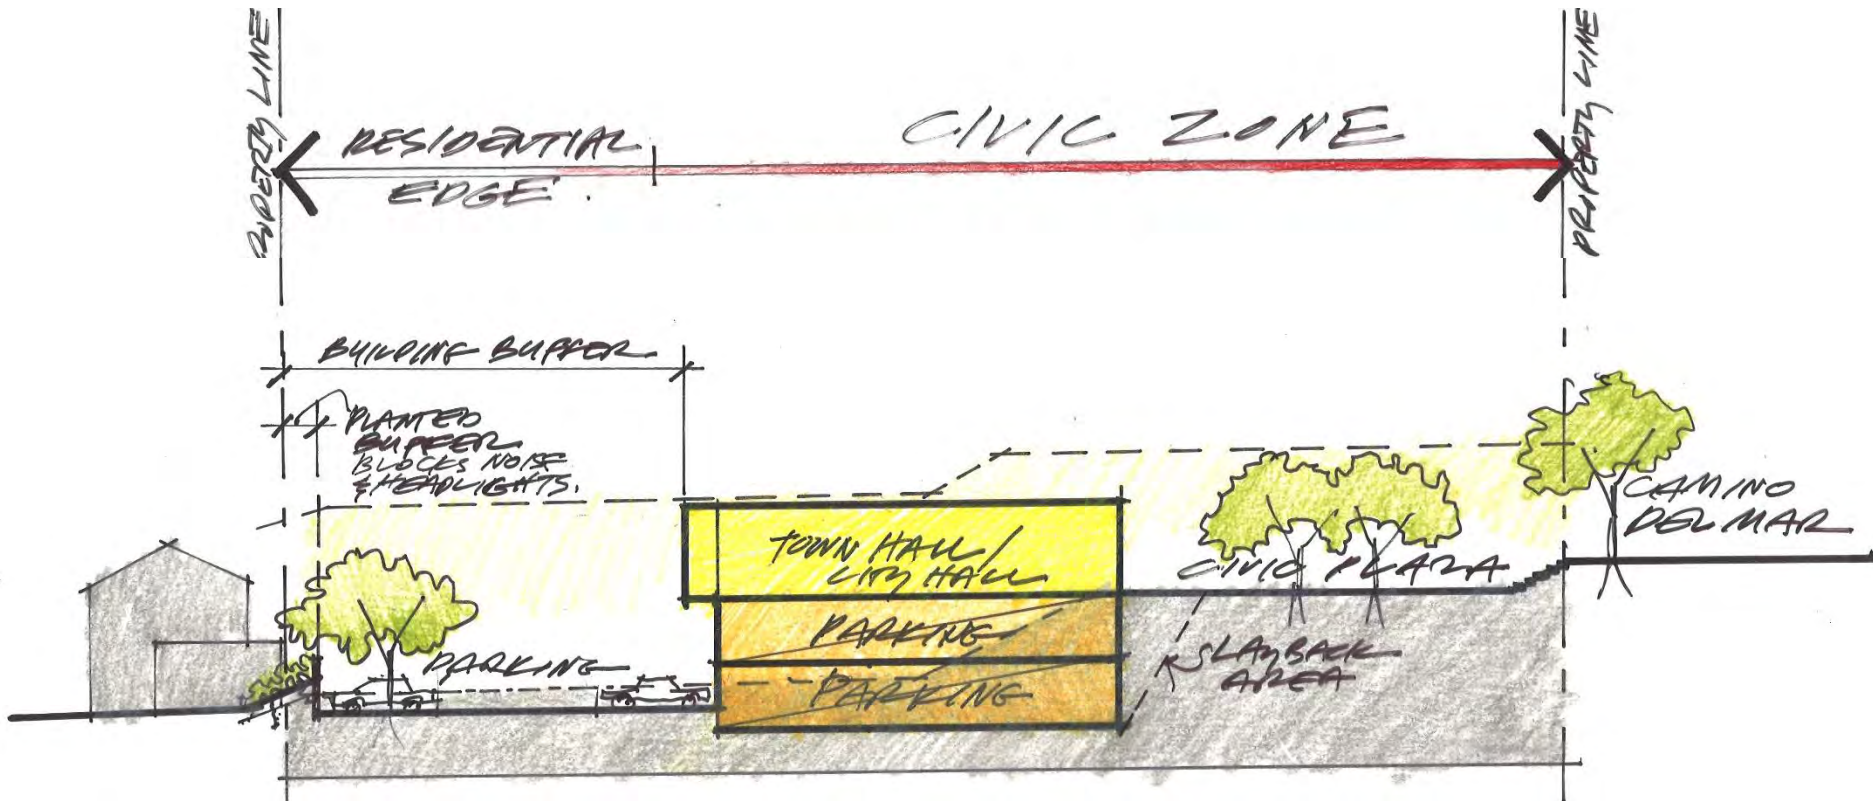 PROPERTY LINE
RESIDENTIAL
EDGE.
CIVIC ZONE
PROPERTY LINE
BUILDING BUFFER
PLANTED
BUFFER
BLOCKS NOISE
& HEADLIGHTS.
TOWN HALL/
CITY HALL
CIVIC PLAZA
CAMINO
DEL MAR
PARKING
PARKING
PARKING
SLAYBACK
AREA